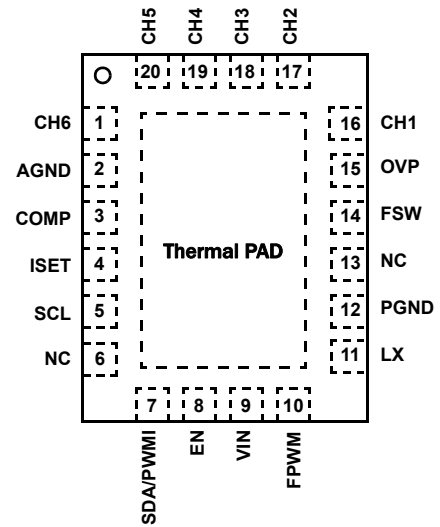 CH5 CH4 CH3 CH2
20 19 18 17
CH6 1 16 CH1
AGND 2 15 OVP
COMP 3 14 FSW
Thermal PAD
ISET 4 13 NC
SCL 5 12 PGND
NC 6 11 LX
7 8 9 10
SDA/PWMI EN VIN FPWM